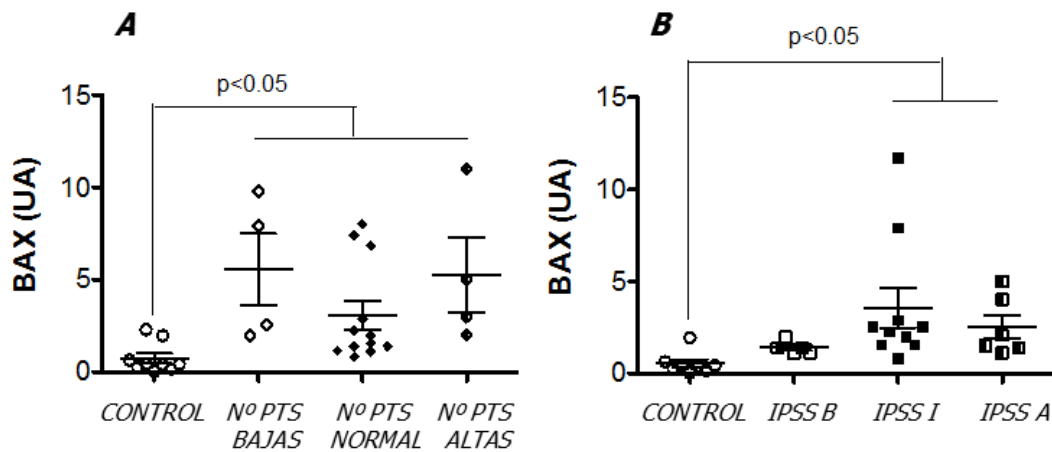 A
p<0.05
BAX (UA)
15
10
5
0
CONTROL
Nº PTS
BAJAS
Nº PTS
NORMAL
Nº PTS
ALTAS
B
p<0.05
BAX (UA)
15
10
5
0
CONTROL
IPSS B
IPSS I
IPSS A